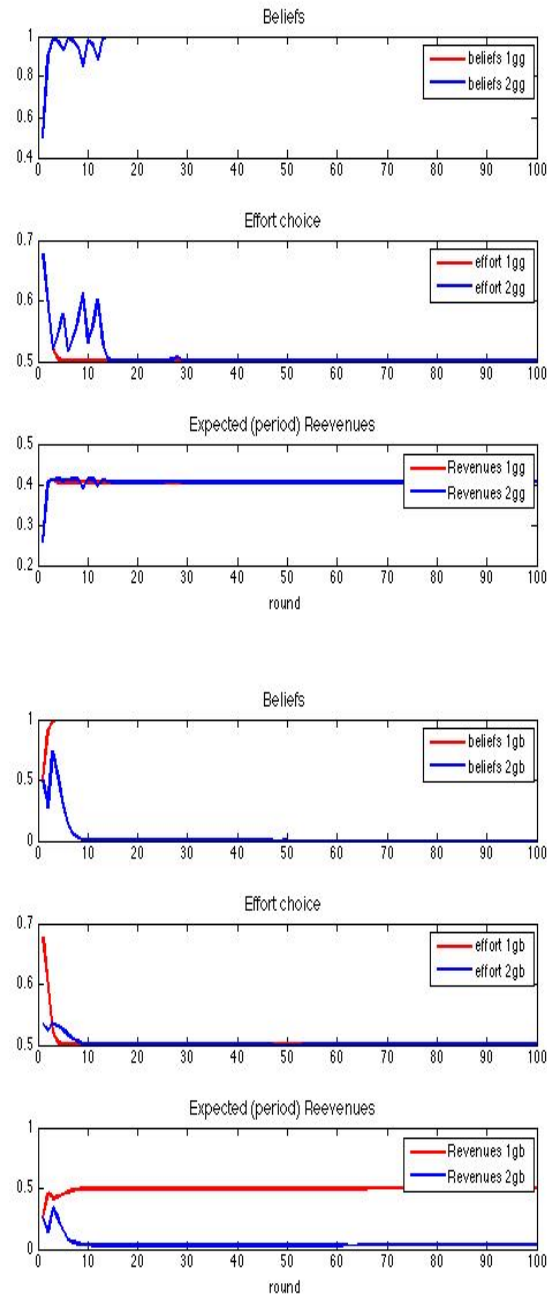 Beliefs
1
0.8
0.6
0.4
0 10 20 30 40 50 60 70 80 90 100
beliefs 1gg
beliefs 2gg
Effort choice
0.7
0.6
0.5
0 10 20 30 40 50 60 70 80 90 100
effort 1gg
effort 2gg
Expected (period) Reevenues
0.5
0.4
0.3
0.2
0 10 20 30 40 50 60 70 80 90 100
Revenues 1gg
Revenues 2gg
round
Beliefs
1
0.5
0
0 10 20 30 40 50 60 70 80 90 100
beliefs 1gb
beliefs 2gb
Effort choice
0.7
0.6
0.5
0 10 20 30 40 50 60 70 80 90 100
effort 1gb
effort 2gb
Expected (period) Reevenues
1
0.5
0
0 10 20 30 40 50 60 70 80 90 100
Revenues 1gb
Revenues 2gb
round